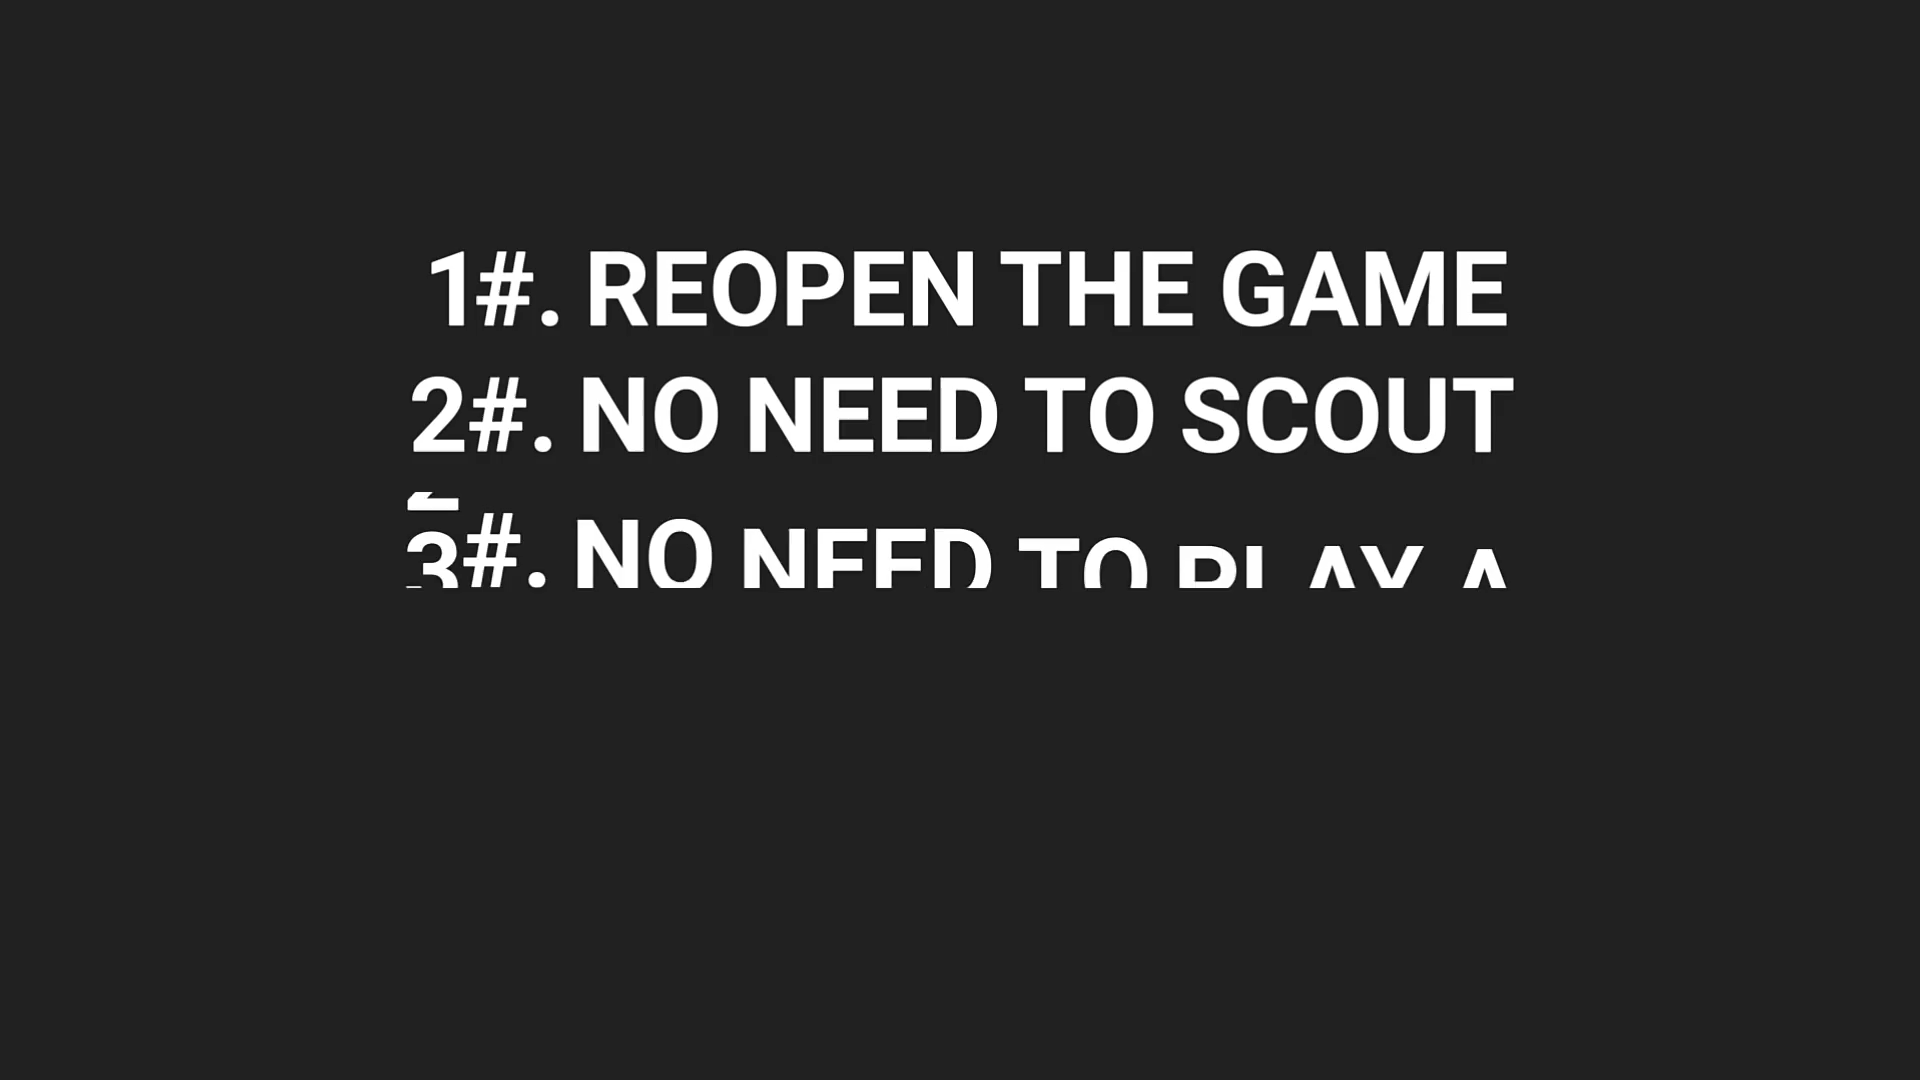 1#. REOPEN THE GAME
2#. NO NEED TO SCOUT
3#. NO NEED TO PLAY A